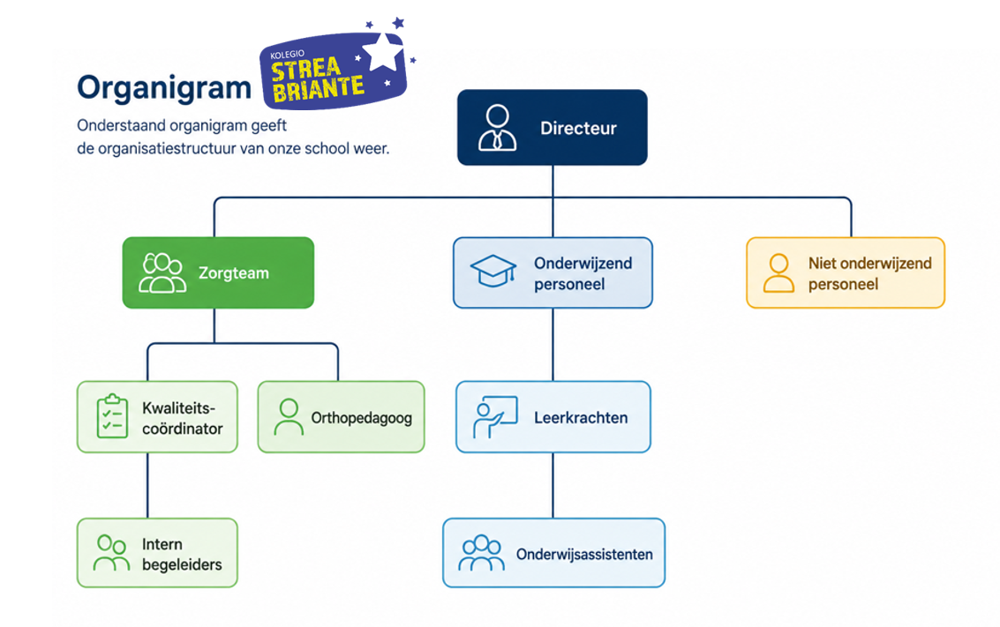 KOLEGIO
STREA
BRIANTE
Organigram
Onderstaand organigram geeft
de organisatiestructuur van onze school weer.
Directeur
Zorgteam
Onderwijzend
personeel
Niet onderwijzend
personeel
Kwaliteits-
coördinator
Orthopedagoog
Leerkrachten
Intern
begeleiders
Onderwijsassistenten